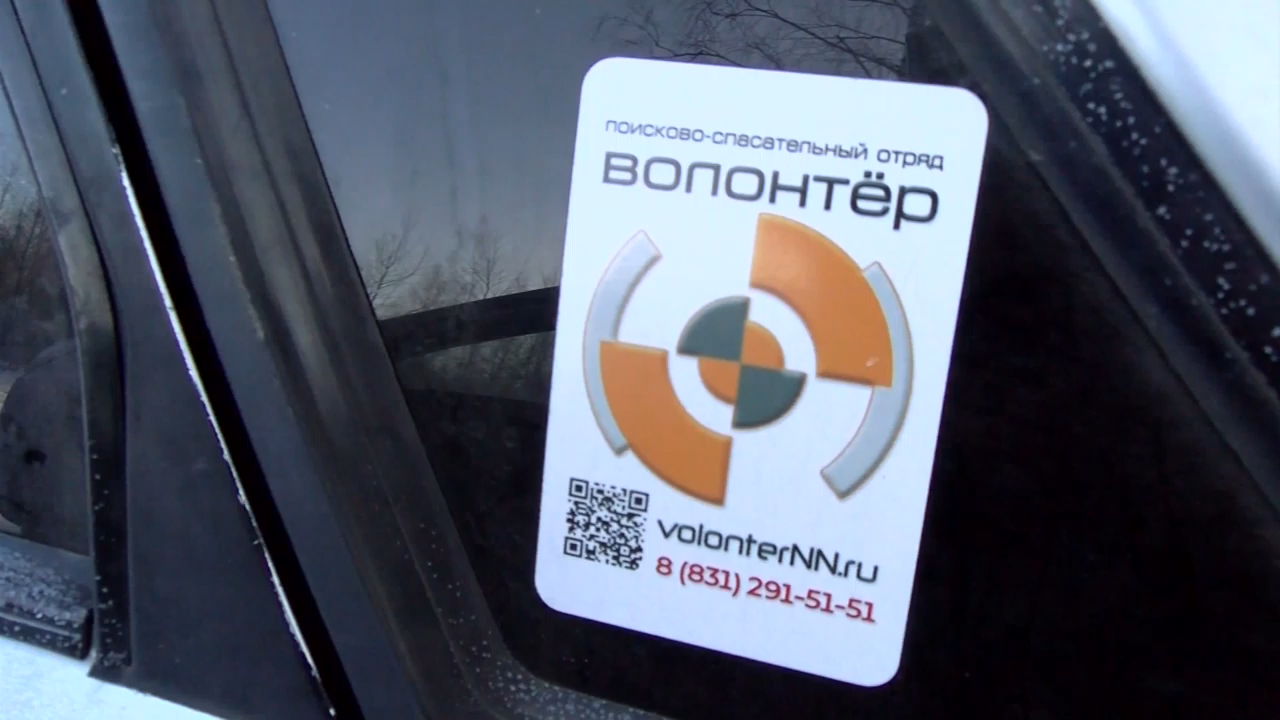 поисково-спасательный отряд
волонтёр
volonterNN.ru
8 (831) 291-51-51